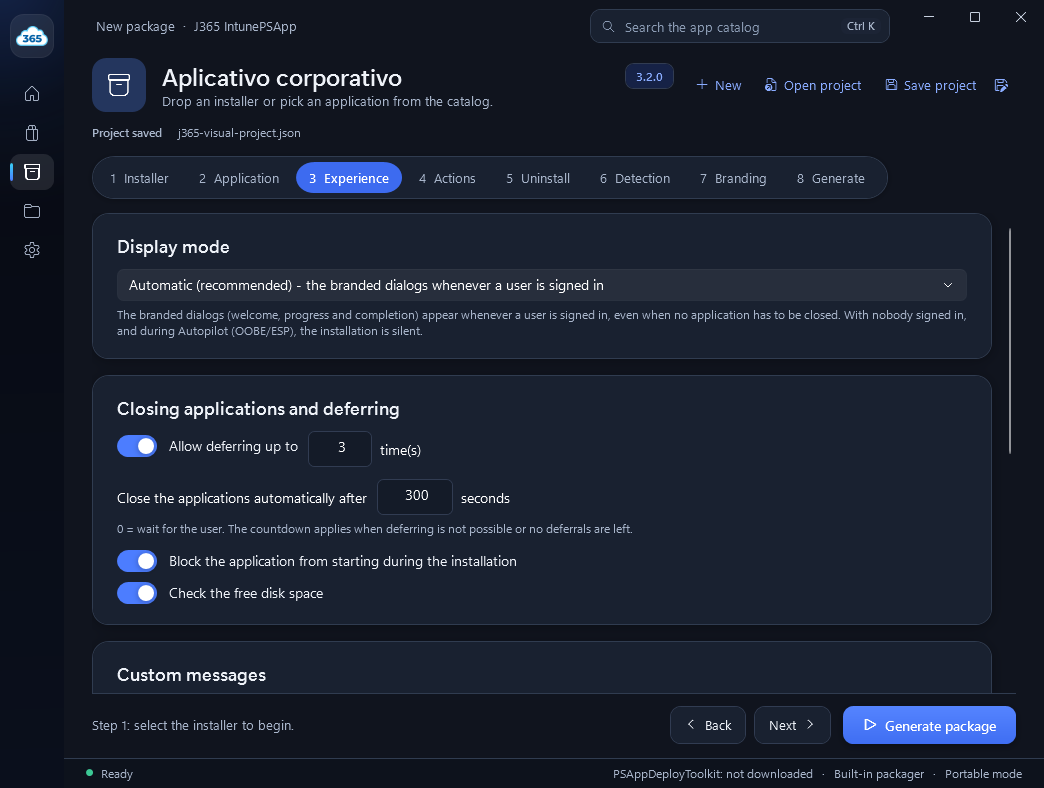 New package · J365 IntunePSApp
Search the app catalog Ctrl K
365
Aplicativo corporativo
Drop an installer or pick an application from the catalog.
3.2.0
New Open project Save project
Project saved j365-visual-project.json
1 Installer 2 Application 3 Experience 4 Actions 5 Uninstall 6 Detection 7 Branding 8 Generate
Display mode
Automatic (recommended) - the branded dialogs whenever a user is signed in
The branded dialogs (welcome, progress and completion) appear whenever a user is signed in, even when no application has to be closed. With nobody signed in,
and during Autopilot (OOBE/ESP), the installation is silent.
Closing applications and deferring
Allow deferring up to 3 time(s)
Close the applications automatically after 300 seconds
0 = wait for the user. The countdown applies when deferring is not possible or no deferrals are left.
Block the application from starting during the installation
Check the free disk space
Custom messages
Step 1: select the installer to begin.
Back Next Generate package
Ready
PSAppDeployToolkit: not downloaded · Built-in packager · Portable mode